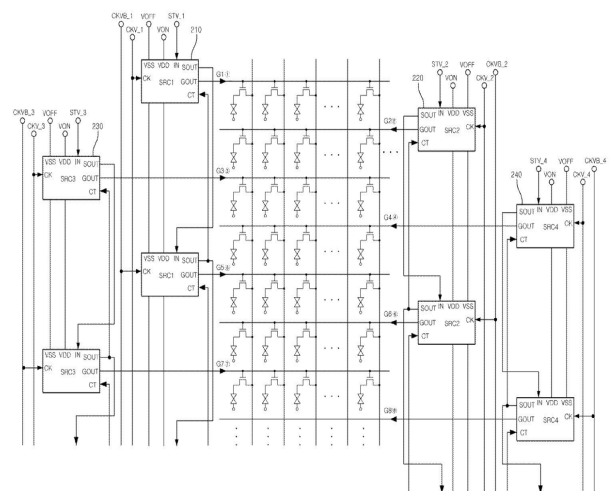 CKVB_1 VOFF STV_1
CKV_1 VON 210
VSS VDD IN SOUT
CK SRC1 GOUT
CT
G1①
STV_2 VOFF CKVB_2
220 VON CKV_2
SOUT IN VDD VSS
GOUT CK
SRC2
CT
G2②
CKVB_3 VOFF STV_3
CKV_3 VON 230
VSS VDD IN SOUT
CK GOUT
SRC3
CT
G3③
STV_4 VOFF CKVB_4
240 VON CKV_4
SOUT IN VDD VSS
GOUT CK
SRC4
CT
G4④
VSS VDD IN SOUT
CK SRC1 GOUT
CT
G5⑤
SOUT IN VDD VSS
GOUT CK
SRC2
CT
G6⑥
VSS VDD IN SOUT
CK GOUT
SRC3
CT
G7⑦
SOUT IN VDD VSS
GOUT CK
SRC4
CT
G8⑧